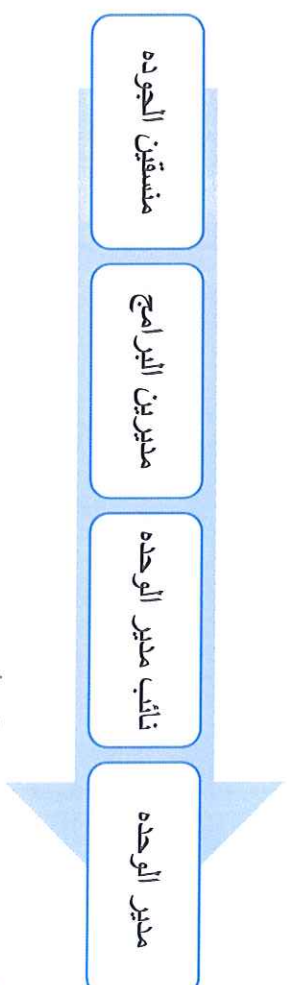 منسقين الجوده
مديرين البرامج
نائب مدير الوحده
مدير الوحده